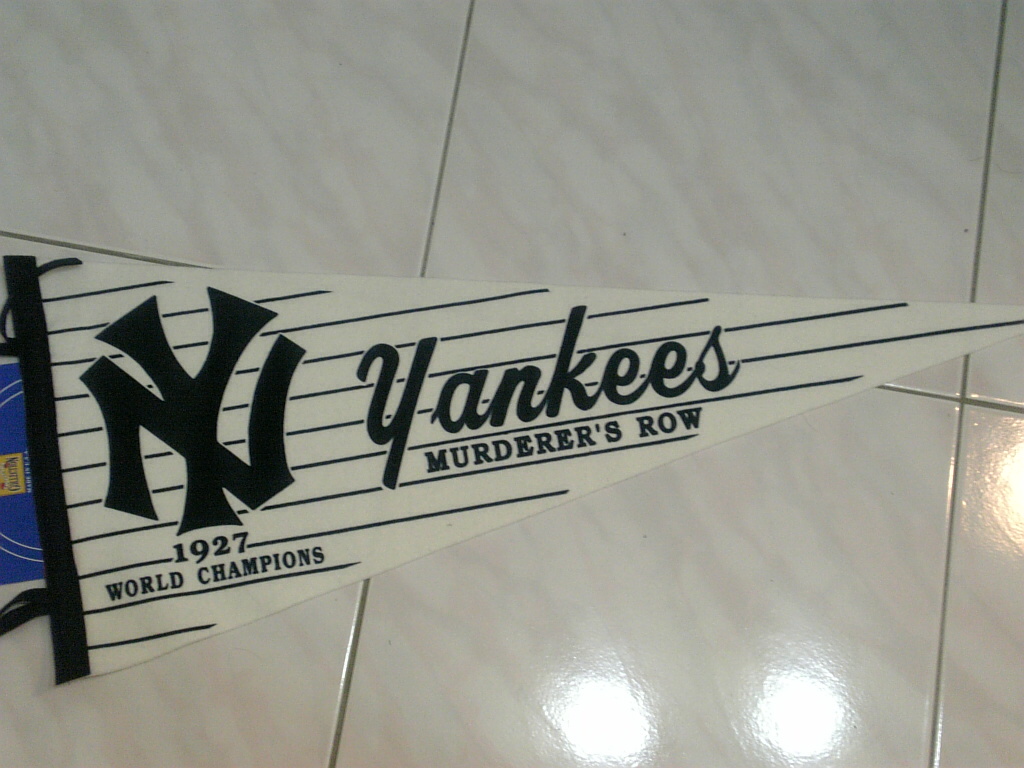 NY
Yankees
MURDERER'S ROW
1927
WORLD CHAMPIONS